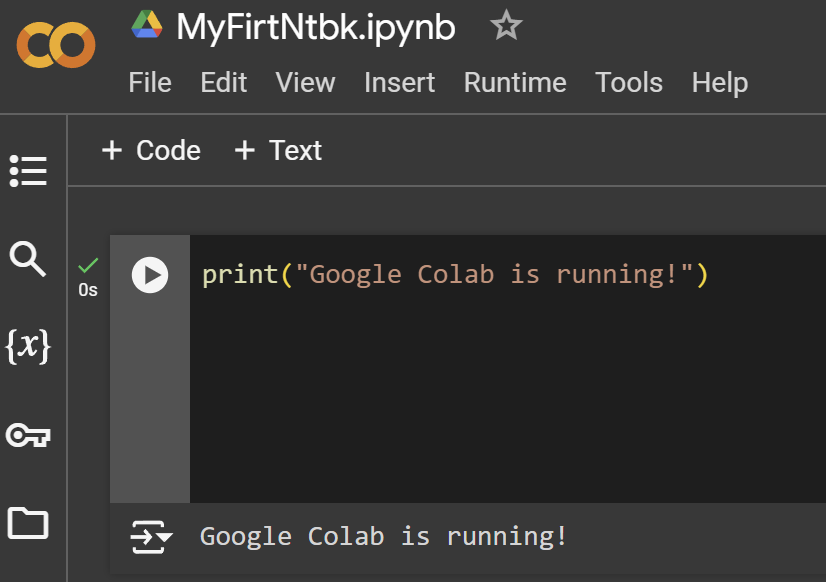 MyFirtNtbk.ipynb
File Edit View Insert Runtime Tools Help
+ Code + Text
print("Google Colab is running!")
0s
{x}
Google Colab is running!